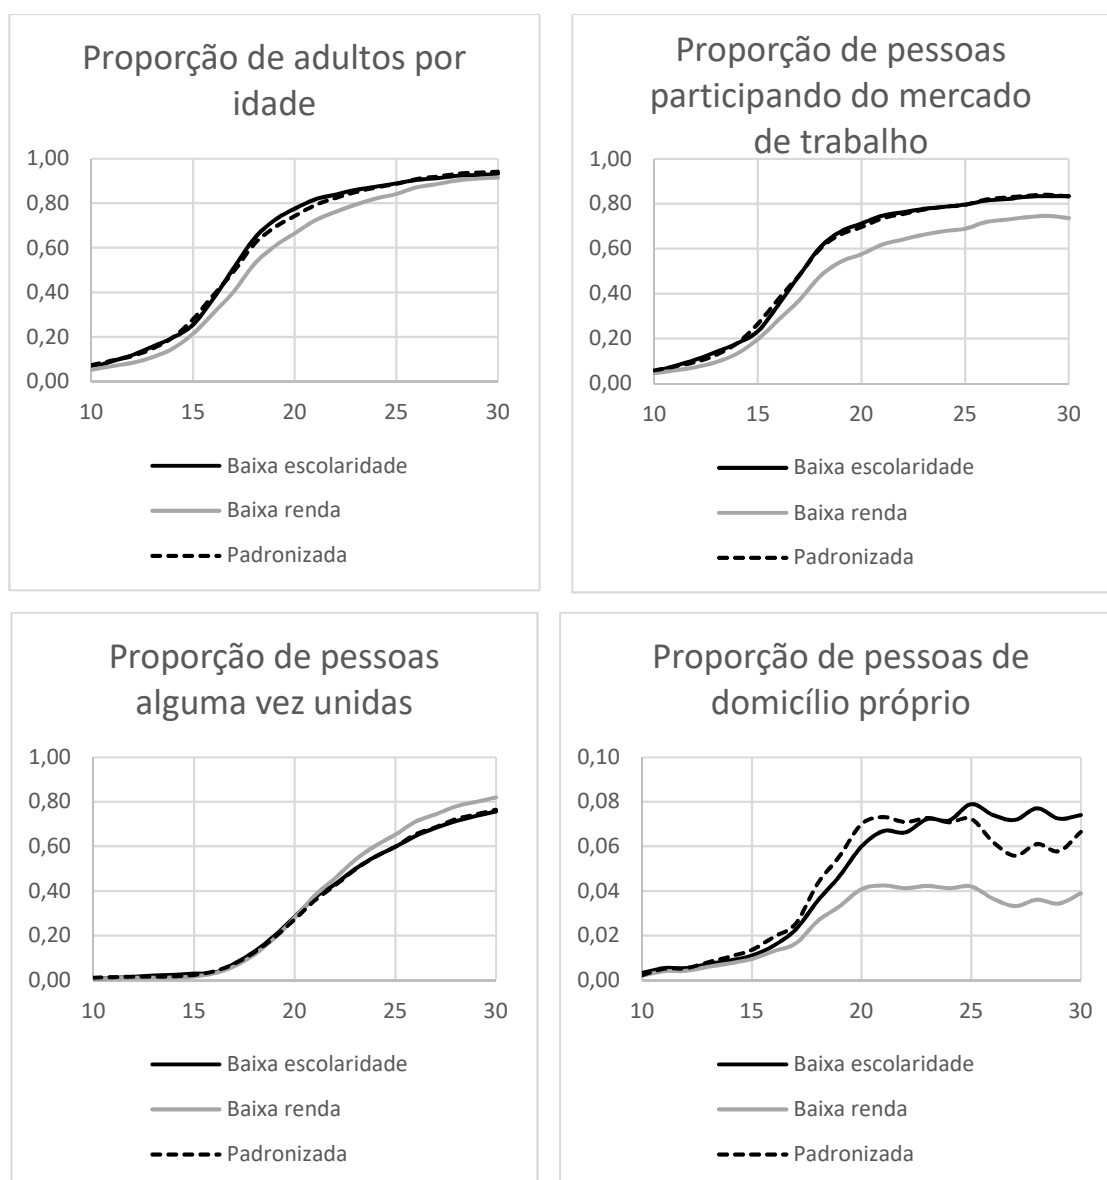 Proporção de adultos por
idade
1,00
0,80
0,60
0,40
0,20
0,00
10 15 20 25 30
Baixa escolaridade
Baixa renda
Padronizada
Proporção de pessoas
participando do mercado
de trabalho
1,00
0,80
0,60
0,40
0,20
0,00
10 15 20 25 30
Baixa escolaridade
Baixa renda
Padronizada
Proporção de pessoas
alguma vez unidas
1,00
0,80
0,60
0,40
0,20
0,00
10 15 20 25 30
Baixa escolaridade
Baixa renda
Padronizada
Proporção de pessoas de
domicílio próprio
0,10
0,08
0,06
0,04
0,02
0,00
10 15 20 25 30
Baixa escolaridade
Baixa renda
Padronizada